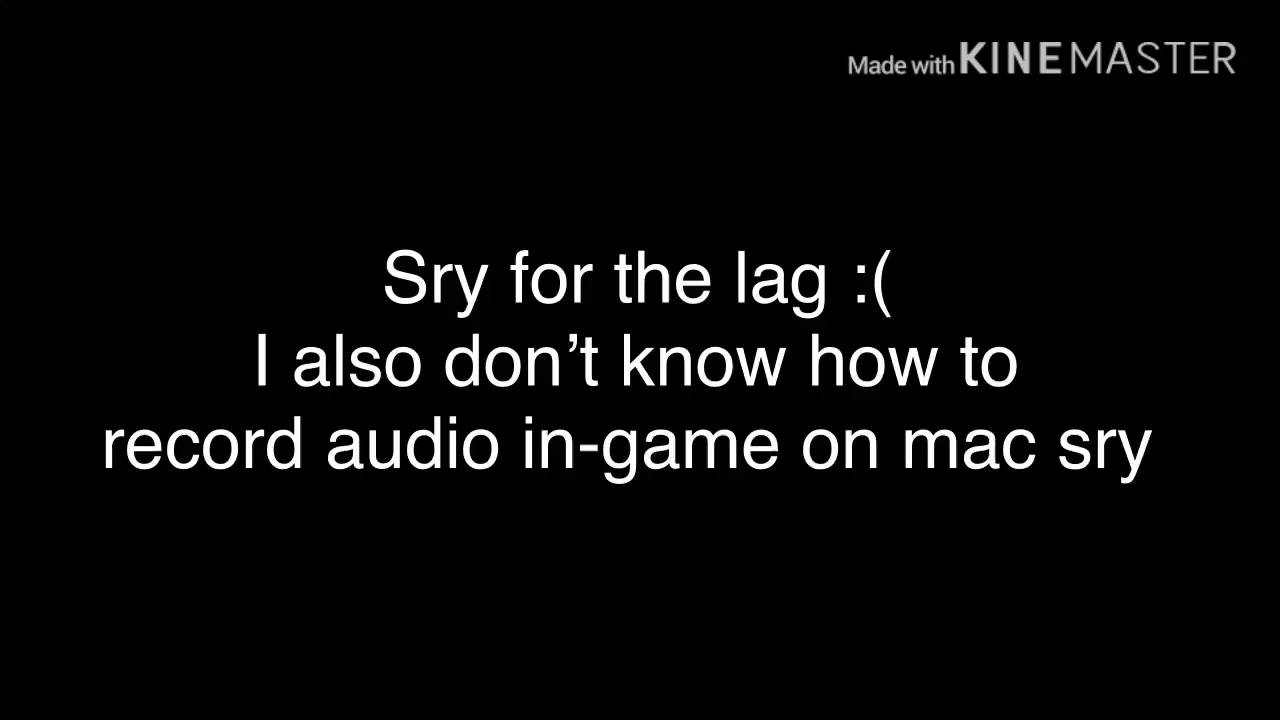 Made with KINEMASTER
Sry for the lag :(
I also don’t know how to
record audio in-game on mac sry